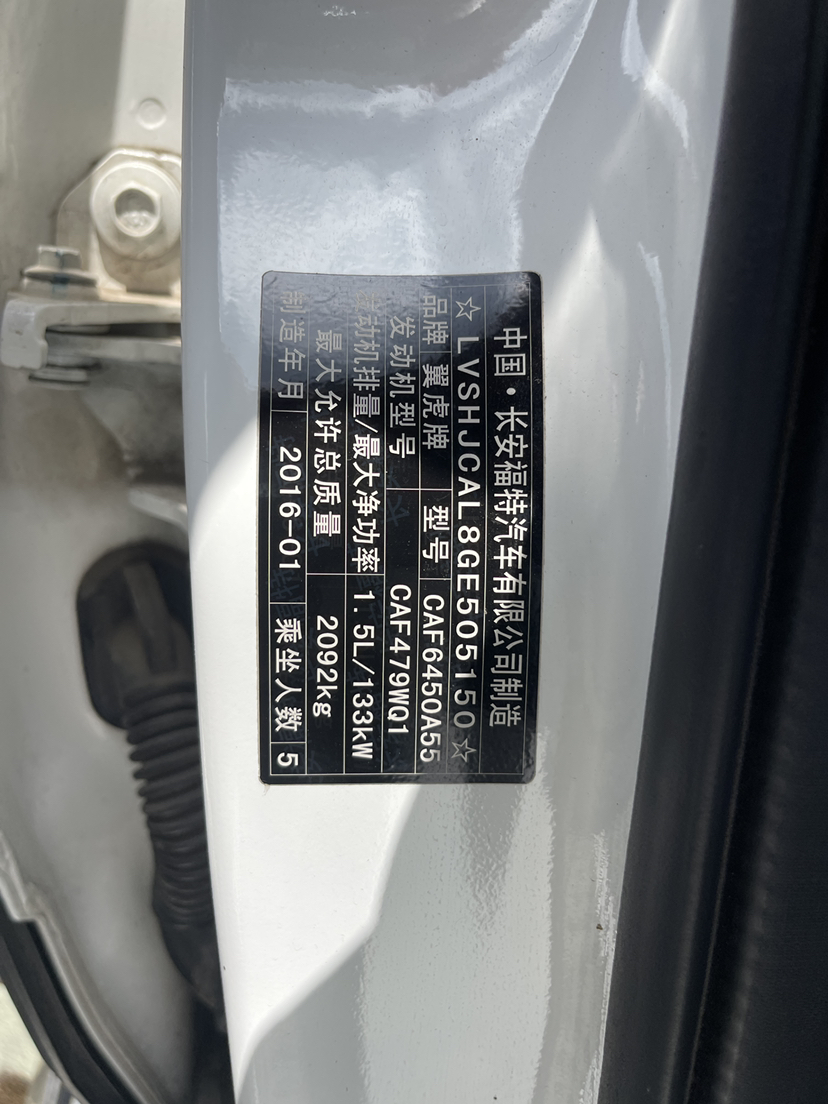 中国·长安福特汽车有限公司制造
☆LVSHJCAL8GE505150☆
品牌 翼虎牌 型号 CAF6450A55
发动机型号 CAF479WQ1
发动机排量/最大净功率 1.5L/133kW
最大允许总质量 2092kg
制造年月 2016-01 乘坐人数 5